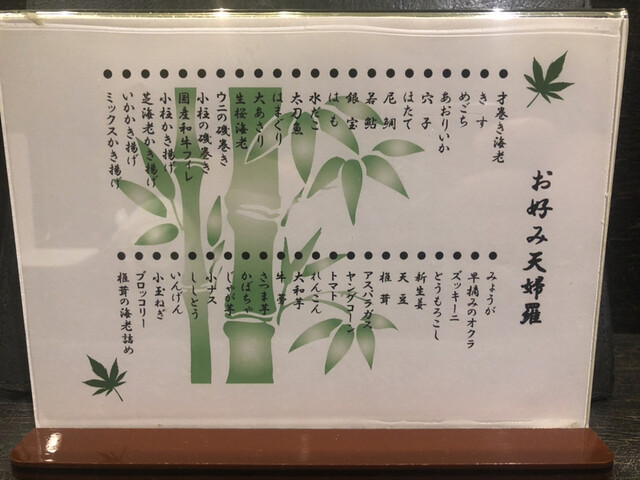 お好み天婦羅
才巻き海老
きす
めごち
あおりいか
穴子
ほたて
尼鯛
若鮎
銀宝
はも
水だこ
太刀魚
はまぐり
大あさり
生桜海老
ウニの磯巻き
小柱の磯巻き
国産和牛フィレ
小柱かき揚げ
芝海老かき揚げ
いかかき揚げ
ミックスかき揚げ
みょうが
早摘みのオクラ
ズッキーニ
とうもろこし
新生姜
天豆
椎茸
アスパラガス
ヤングコーン
トマト
れんこん
大和芋
牛蒡
さつま芋
かぼちゃ
じゃが芋
小ナス
ししとう
いんげん
小玉ねぎ
ブロッコリー
椎茸の海老詰め